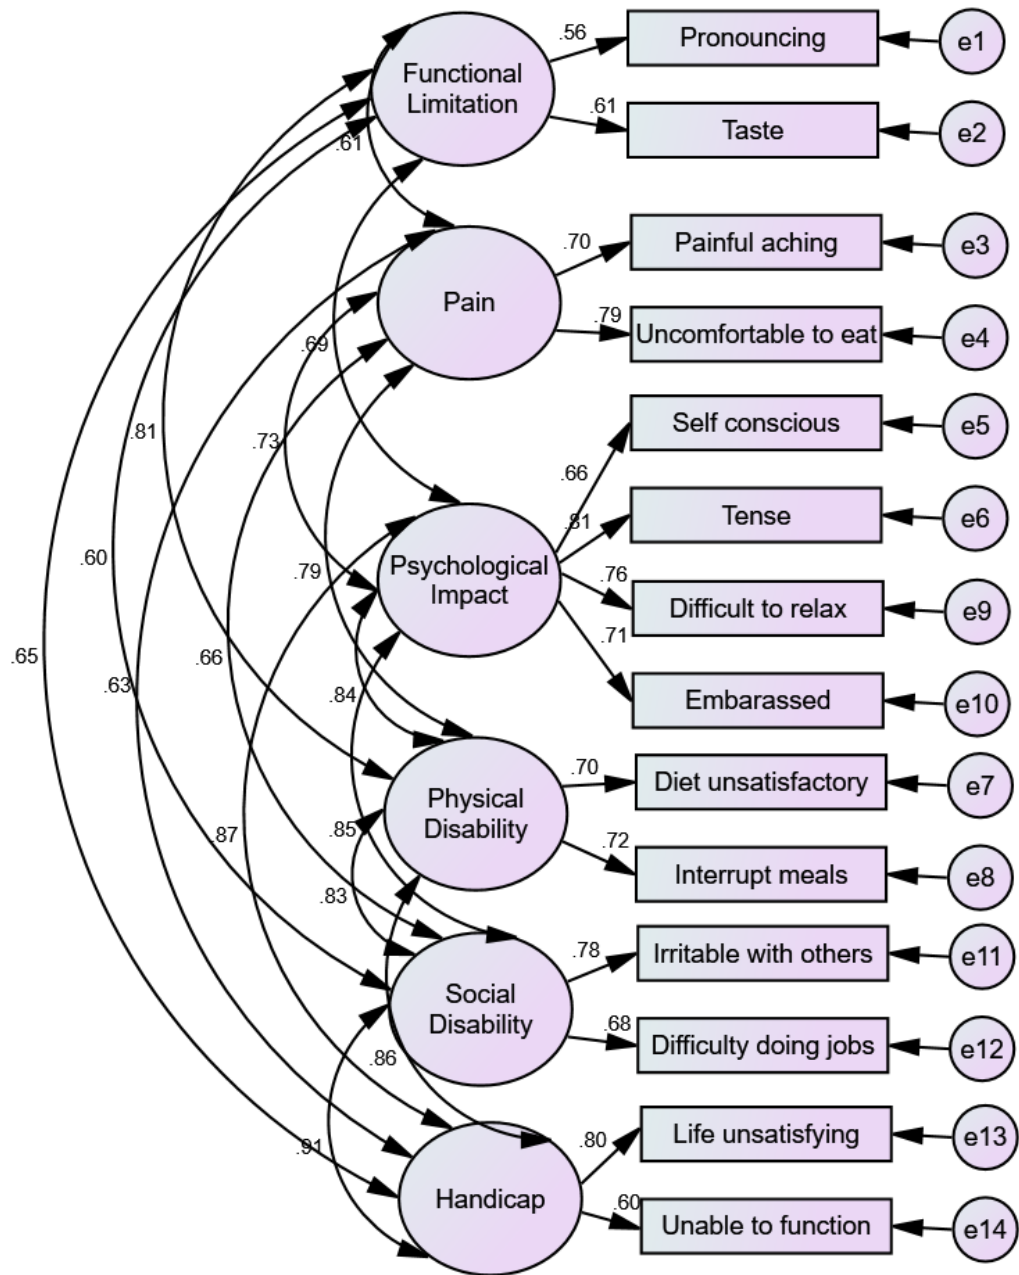 Functional
Limitation
.56
Pronouncing
e1
.61
Taste
e2
.61
Pain
.70
Painful aching
e3
.79
Uncomfortable to eat
e4
.69
.81
.73
Self conscious
e5
.66
.81
Tense
e6
Psychological
Impact
.76
Difficult to relax
e9
.71
Embarassed
e10
.60
.79
.65
.66
.63
.84
Physical
Disability
.70
Diet unsatisfactory
e7
.72
Interrupt meals
e8
.87
.85
.83
Social
Disability
.78
Irritable with others
e11
.68
Difficulty doing jobs
e12
.86
.91
Handicap
.80
Life unsatisfying
e13
.60
Unable to function
e14